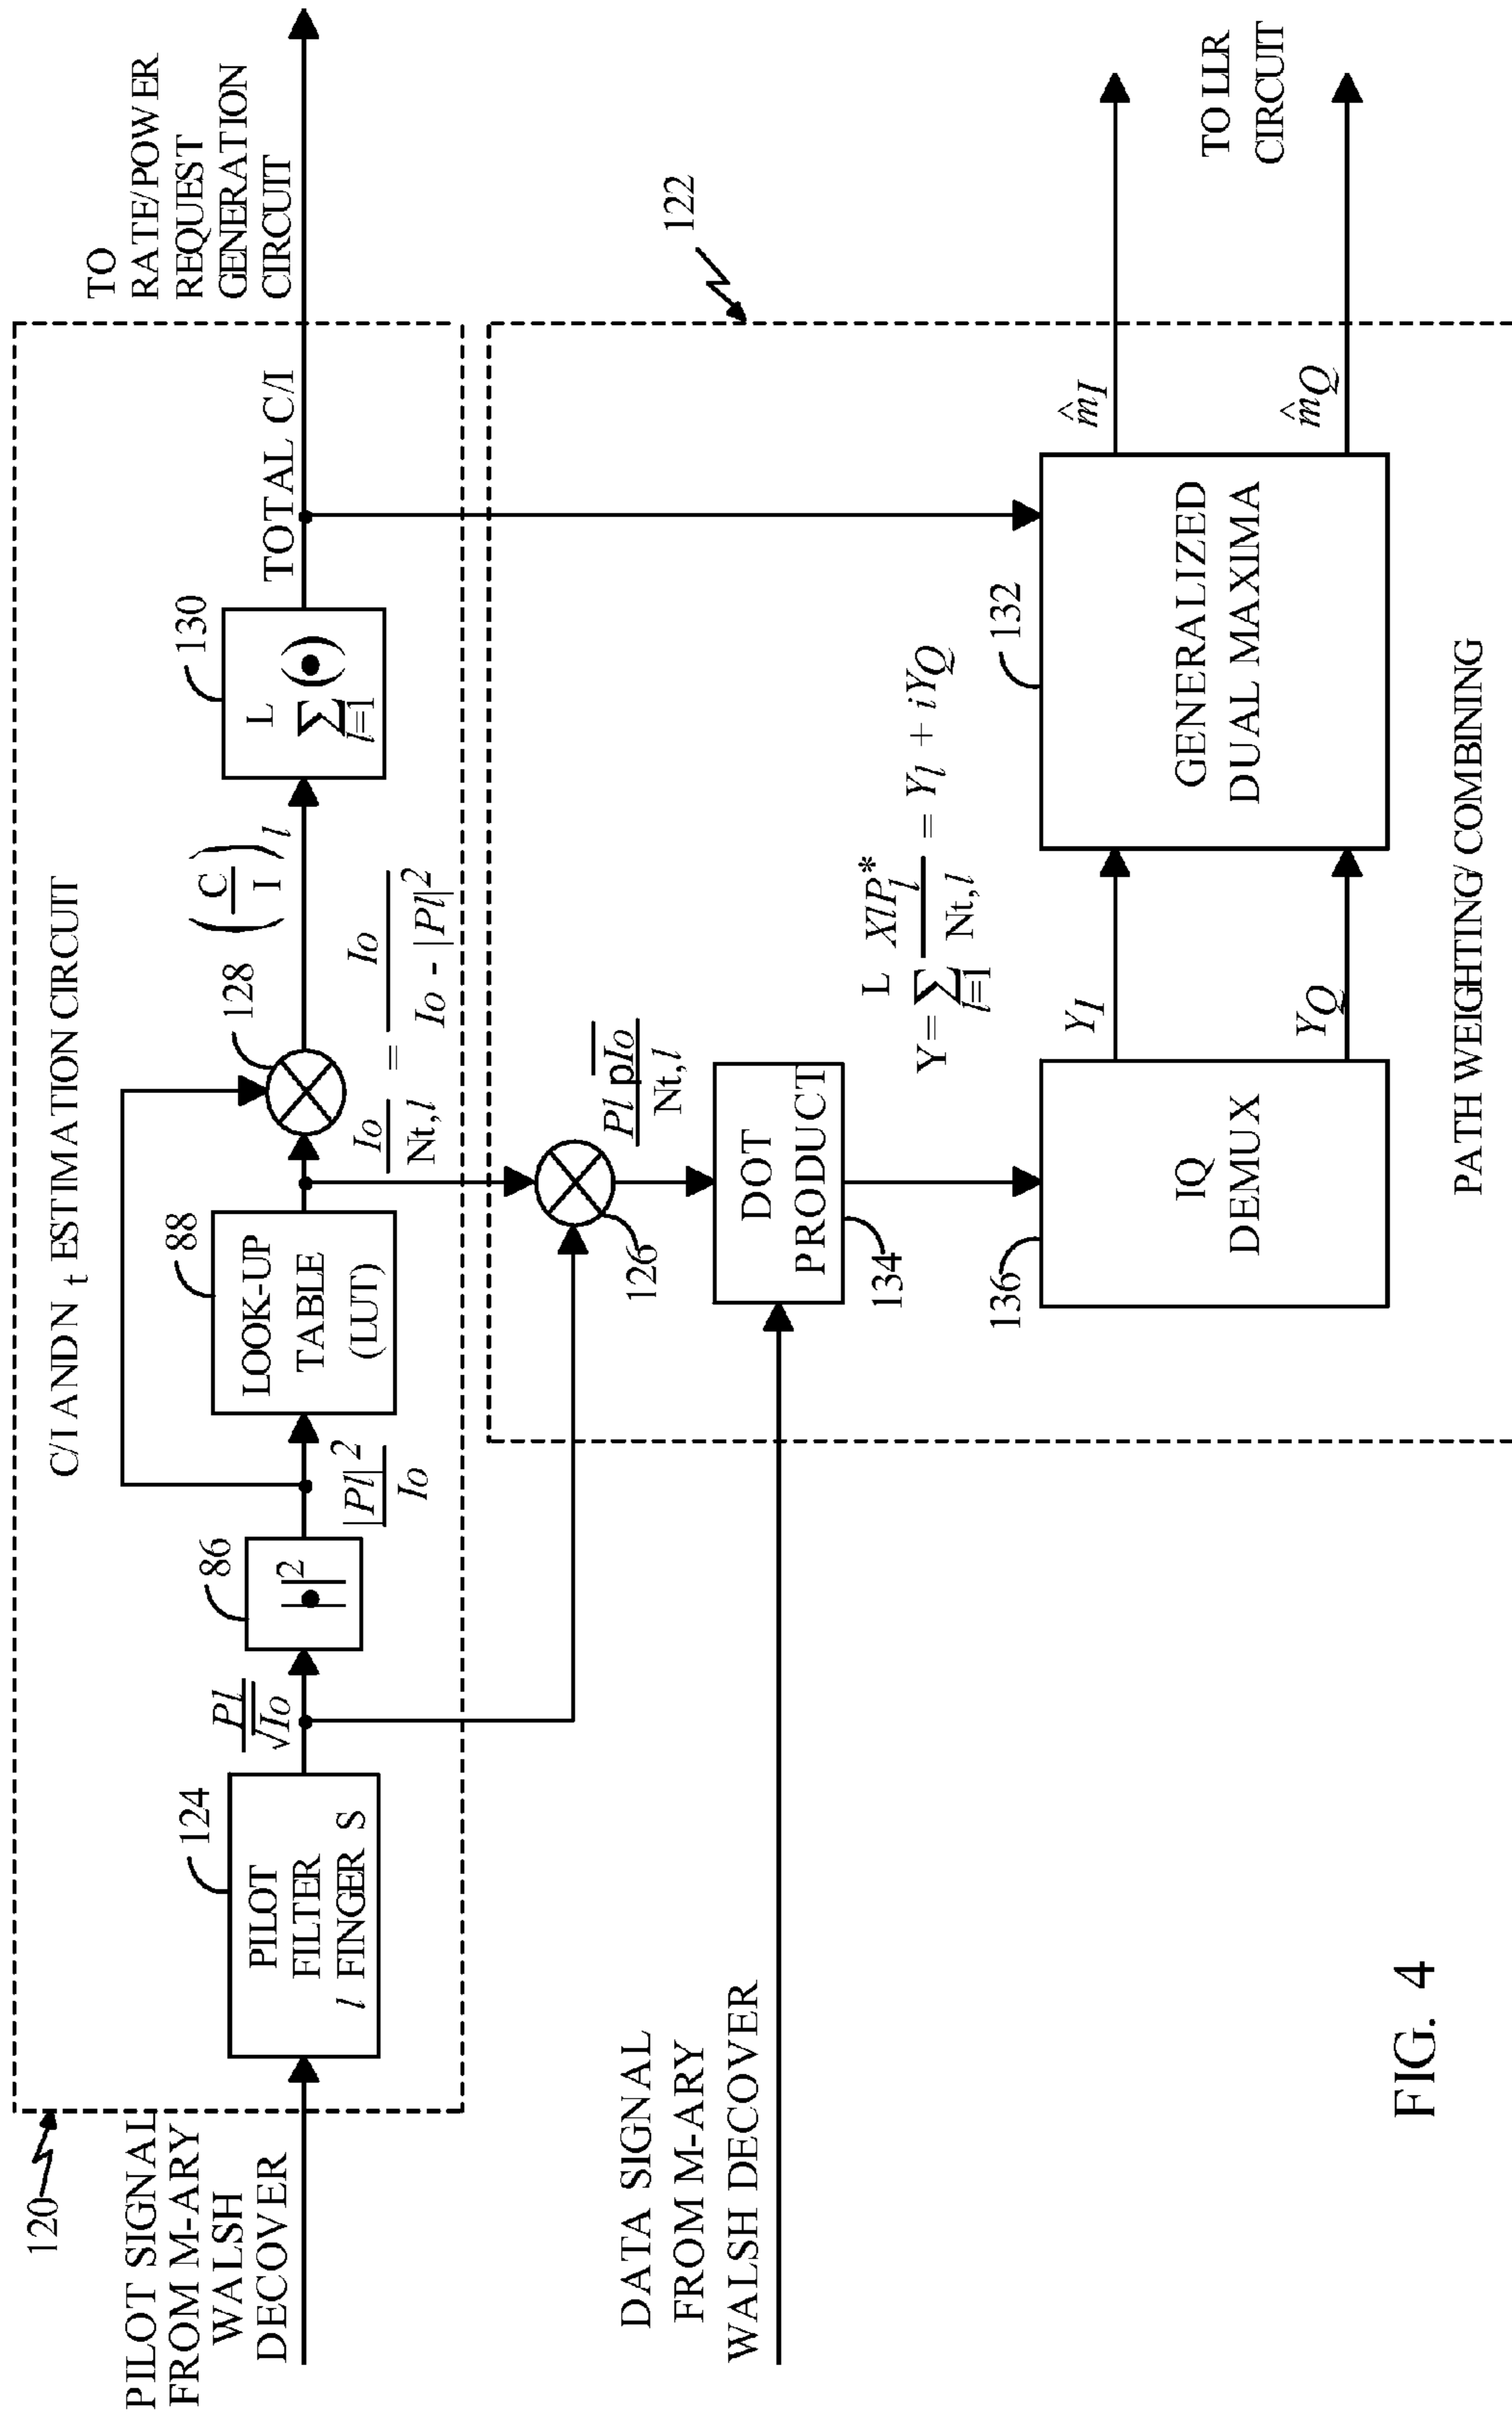 120
PILOT SIGNAL
FROM M-ARY
WALSH
DECOVER
C/I AND N t ESTIMATION CIRCUIT
124
PILOT
FILTER
l FINGER S
Pl / √Io
86
|•|2
|Pl|2 / Io
88
LOOK-UP
TABLE
(LUT)
128
Io / Nt,l = Io / Io - |Pl|2
(C / I) l
130
L
Σ (•)
l=1
TOTAL C/I
TO
RATE/POWER
REQUEST
GENERATION
CIRCUIT
122
DATA SIGNAL
FROM M-ARY
WALSH DECOVER
126
Pl pIo / Nt,l
DOT
PRODUCT
134
L
Y= Σ XlP*l / Nt,l = Yl + iYQ
l=1
136
IQ
DEMUX
YI
YQ
132
GENERALIZED
DUAL MAXIMA
m̂I
m̂Q
TO LLR
CIRCUIT
PATH WEIGHTING/ COMBINING
FIG. 4